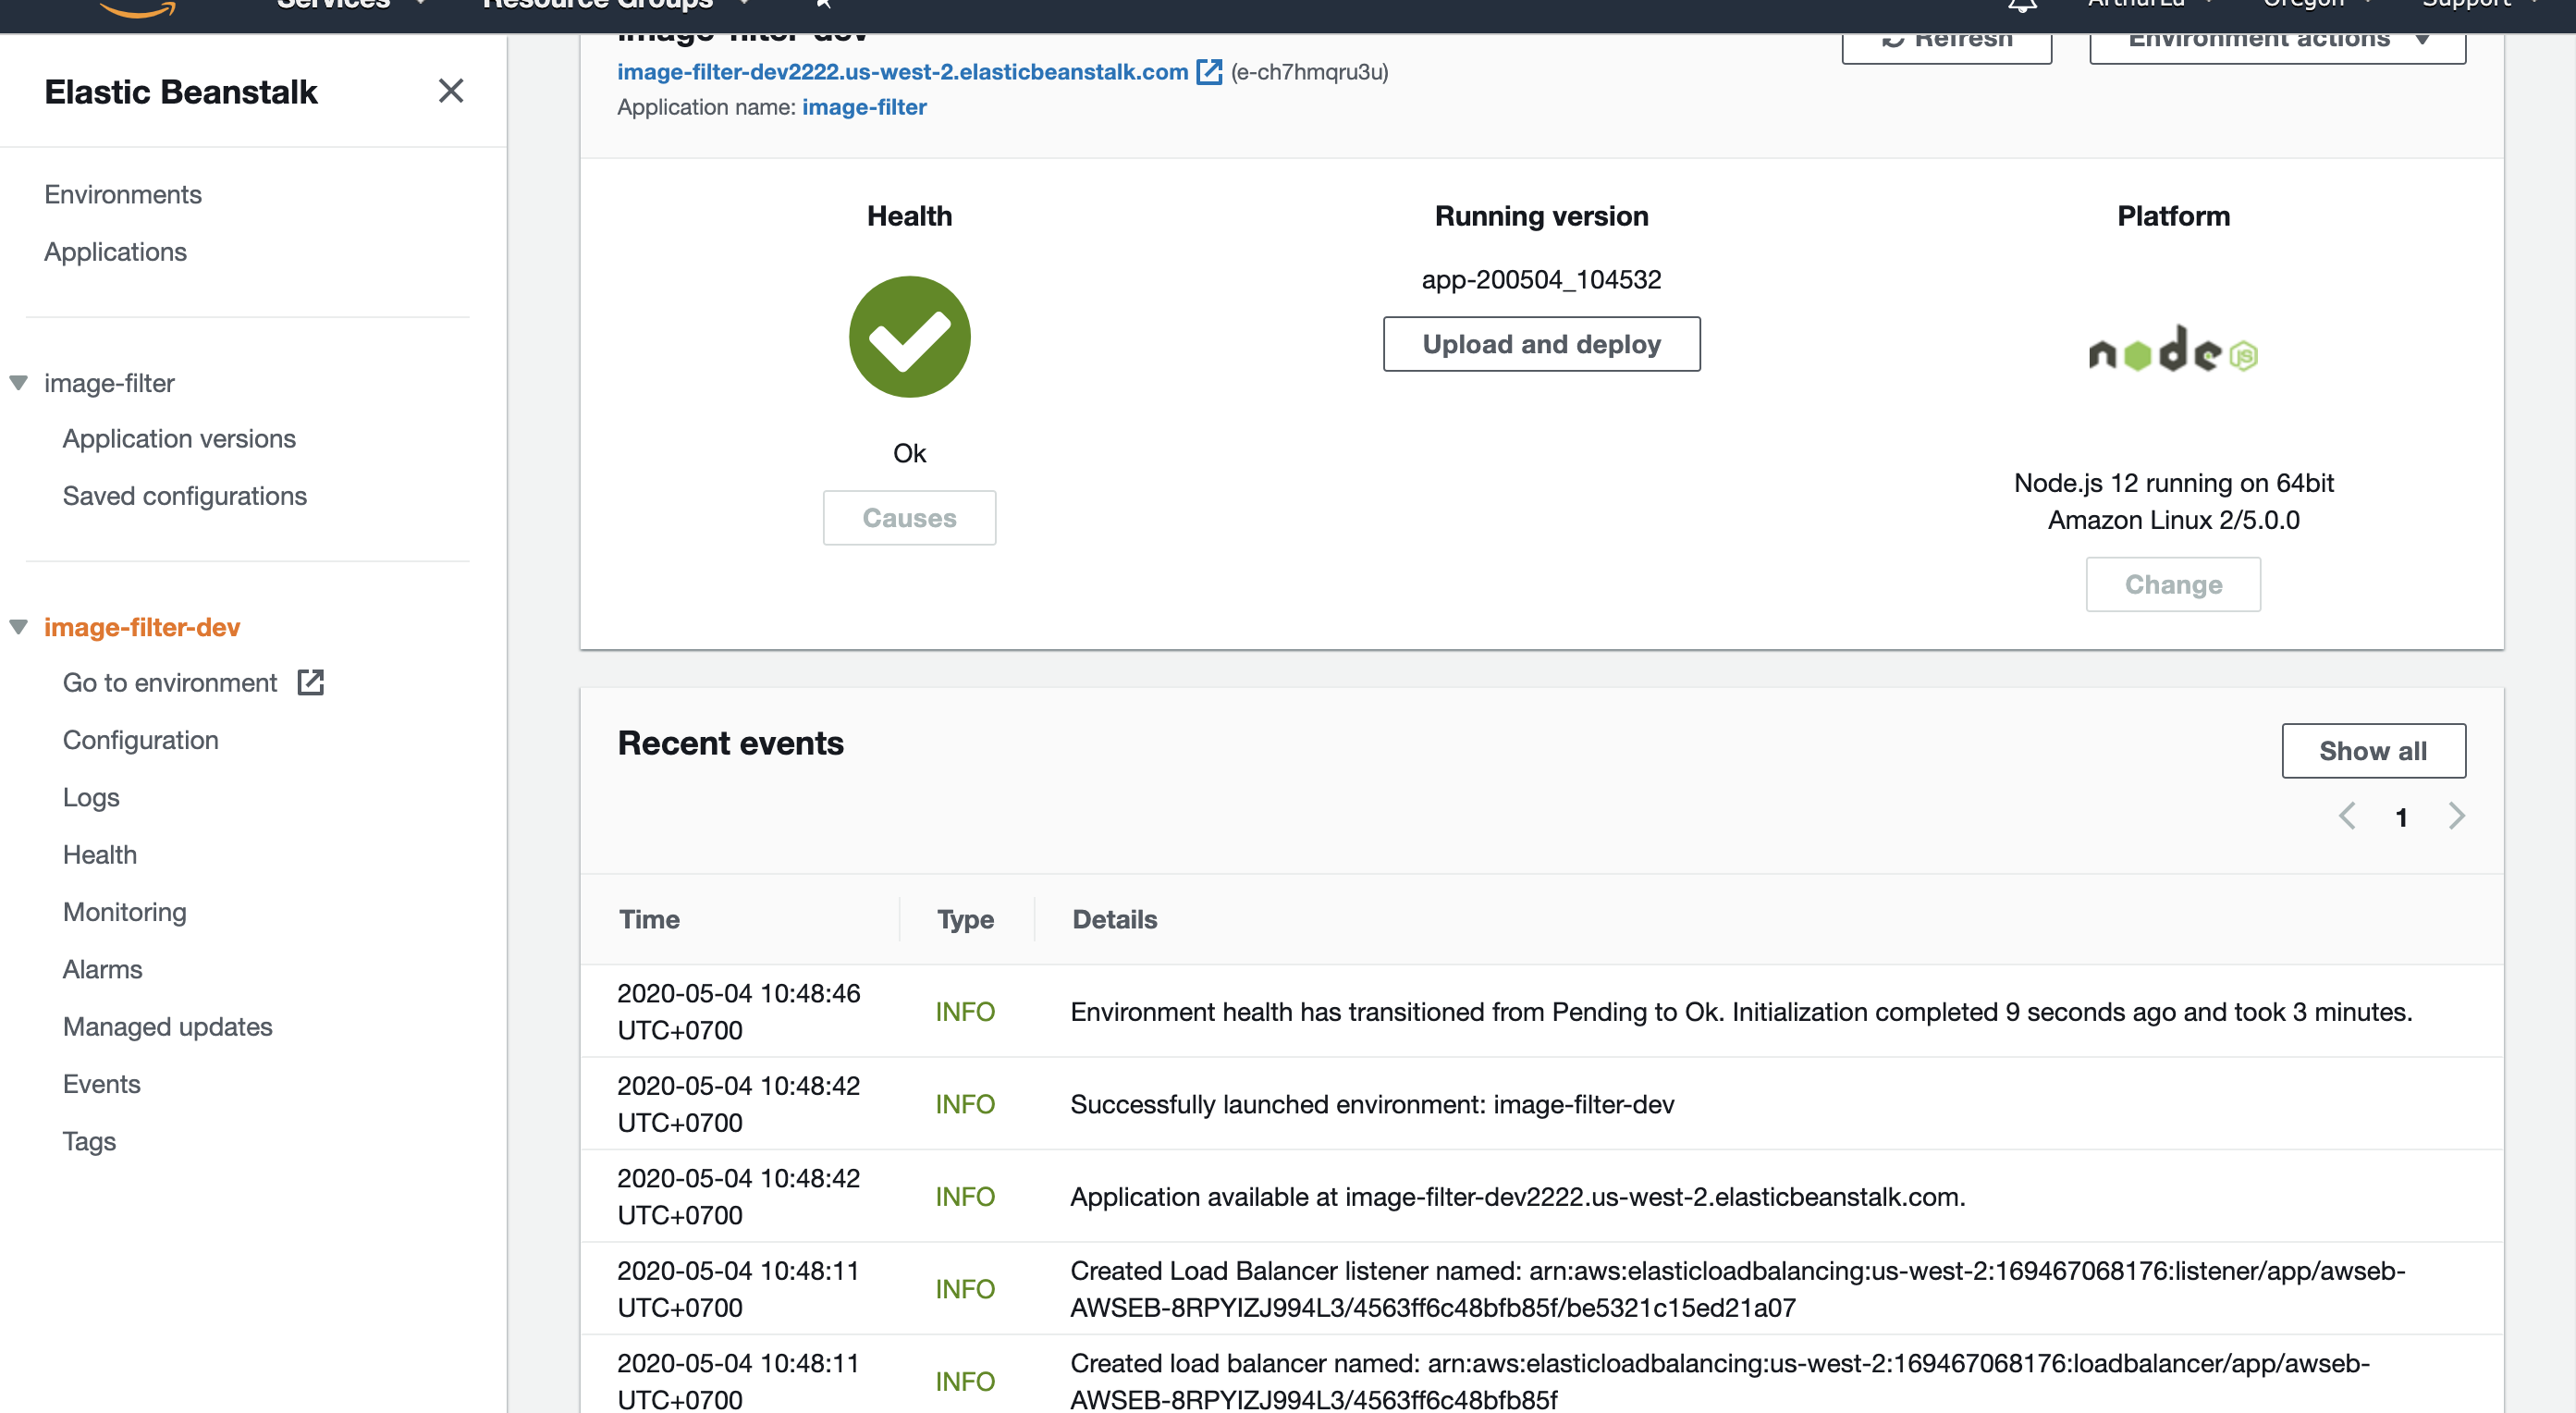 Services
Resource Groups
ArthurLu
Oregon
Support
Elastic Beanstalk
Environments
Applications
image-filter
Application versions
Saved configurations
image-filter-dev
Go to environment
Configuration
Logs
Health
Monitoring
Alarms
Managed updates
Events
Tags
image-filter-dev
Refresh
Environment actions
image-filter-dev2222.us-west-2.elasticbeanstalk.com (e-ch7hmqru3u)
Application name: image-filter
Health
Ok
Causes
Running version
app-200504_104532
Upload and deploy
Platform
node JS
Node.js 12 running on 64bit
Amazon Linux 2/5.0.0
Change
Recent events
Show all
1
Time Type Details
2020-05-04 10:48:46
UTC+0700
INFO
Environment health has transitioned from Pending to Ok. Initialization completed 9 seconds ago and took 3 minutes.
2020-05-04 10:48:42
UTC+0700
INFO
Successfully launched environment: image-filter-dev
2020-05-04 10:48:42
UTC+0700
INFO
Application available at image-filter-dev2222.us-west-2.elasticbeanstalk.com.
2020-05-04 10:48:11
UTC+0700
INFO
Created Load Balancer listener named: arn:aws:elasticloadbalancing:us-west-2:169467068176:listener/app/awseb-
AWSEB-8RPYIZJ994L3/4563ff6c48bfb85f/be5321c15ed21a07
2020-05-04 10:48:11
UTC+0700
INFO
Created load balancer named: arn:aws:elasticloadbalancing:us-west-2:169467068176:loadbalancer/app/awseb-
AWSEB-8RPYIZJ994L3/4563ff6c48bfb85f